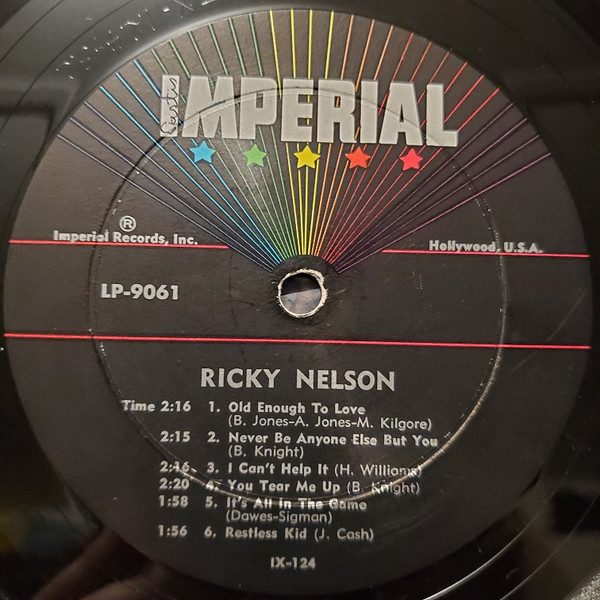 IMPERIAL
®
Imperial Records, Inc.
Hollywood, U.S.A.
LP-9061
RICKY NELSON
Time 2:16 1. Old Enough To Love
(B. Jones-A. Jones-M. Kilgore)
2:15 2. Never Be Anyone Else But You
(B. Knight)
2:16 3. I Can't Help It (H. Williams)
2:20 4. You Tear Me Up (B. Knight)
1:58 5. It's All In The Game
(Dawes-Sigman)
1:56 6. Restless Kid (J. Cash)
IX-124